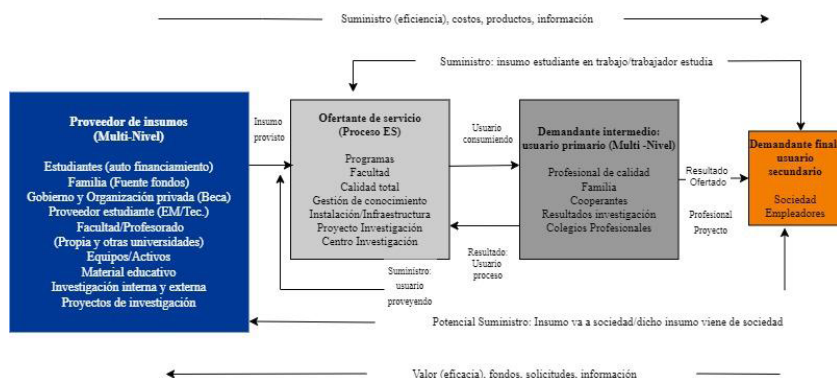 Suministro (eficiencia), costos, productos, información
Suministro: insumo estudiante en trabajo/trabajador estudia
Proveedor de insumos
(Multi-Nivel)
Estudiantes (auto financiamiento)
Familia (Fuente fondos)
Gobierno y Organización privada (Beca)
Proveedor estudiante (EM/Tec.)
Facultad/Profesorado
(Propia y otras universidades)
Equipos/Activos
Material educativo
Investigación interna y externa
Proyectos de investigación
Insumo
provisto
Ofertante de servicio
(Proceso ES)
Programas
Facultad
Calidad total
Gestión de conocimiento
Instalación/Infraestructura
Proyecto Investigación
Centro Investigación
Usuario
consumiendo
Resultado:
Usuario
proceso
Suministro:
usuario
proveyendo
Demandante intermedio:
usuario primario (Multi -Nivel)
Profesional de calidad
Familia
Cooperantes
Resultados investigación
Colegios Profesionales
Resultado
Ofertado
Profesional
Proyecto
Demandante final
usuario
secundario
Sociedad
Empleadores
Potencial Suministro: Insumo va a sociedad/dicho insumo viene de sociedad
Valor (eficacia), fondos, solicitudes, información